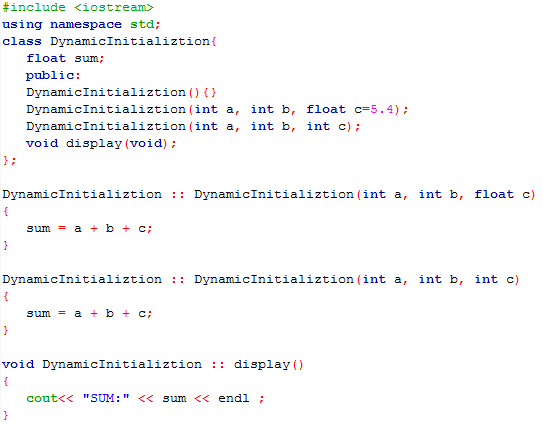 #include <iostream>
using namespace std;
class DynamicInitializtion{
float sum;
public:
DynamicInitializtion(){}
DynamicInitializtion(int a, int b, float c=5.4);
DynamicInitializtion(int a, int b, int c);
void display(void);
};
DynamicInitializtion :: DynamicInitializtion(int a, int b, float c)
{
sum = a + b + c;
}
DynamicInitializtion :: DynamicInitializtion(int a, int b, int c)
{
sum = a + b + c;
}
void DynamicInitializtion :: display()
{
cout<< "SUM:" << sum << endl ;
}